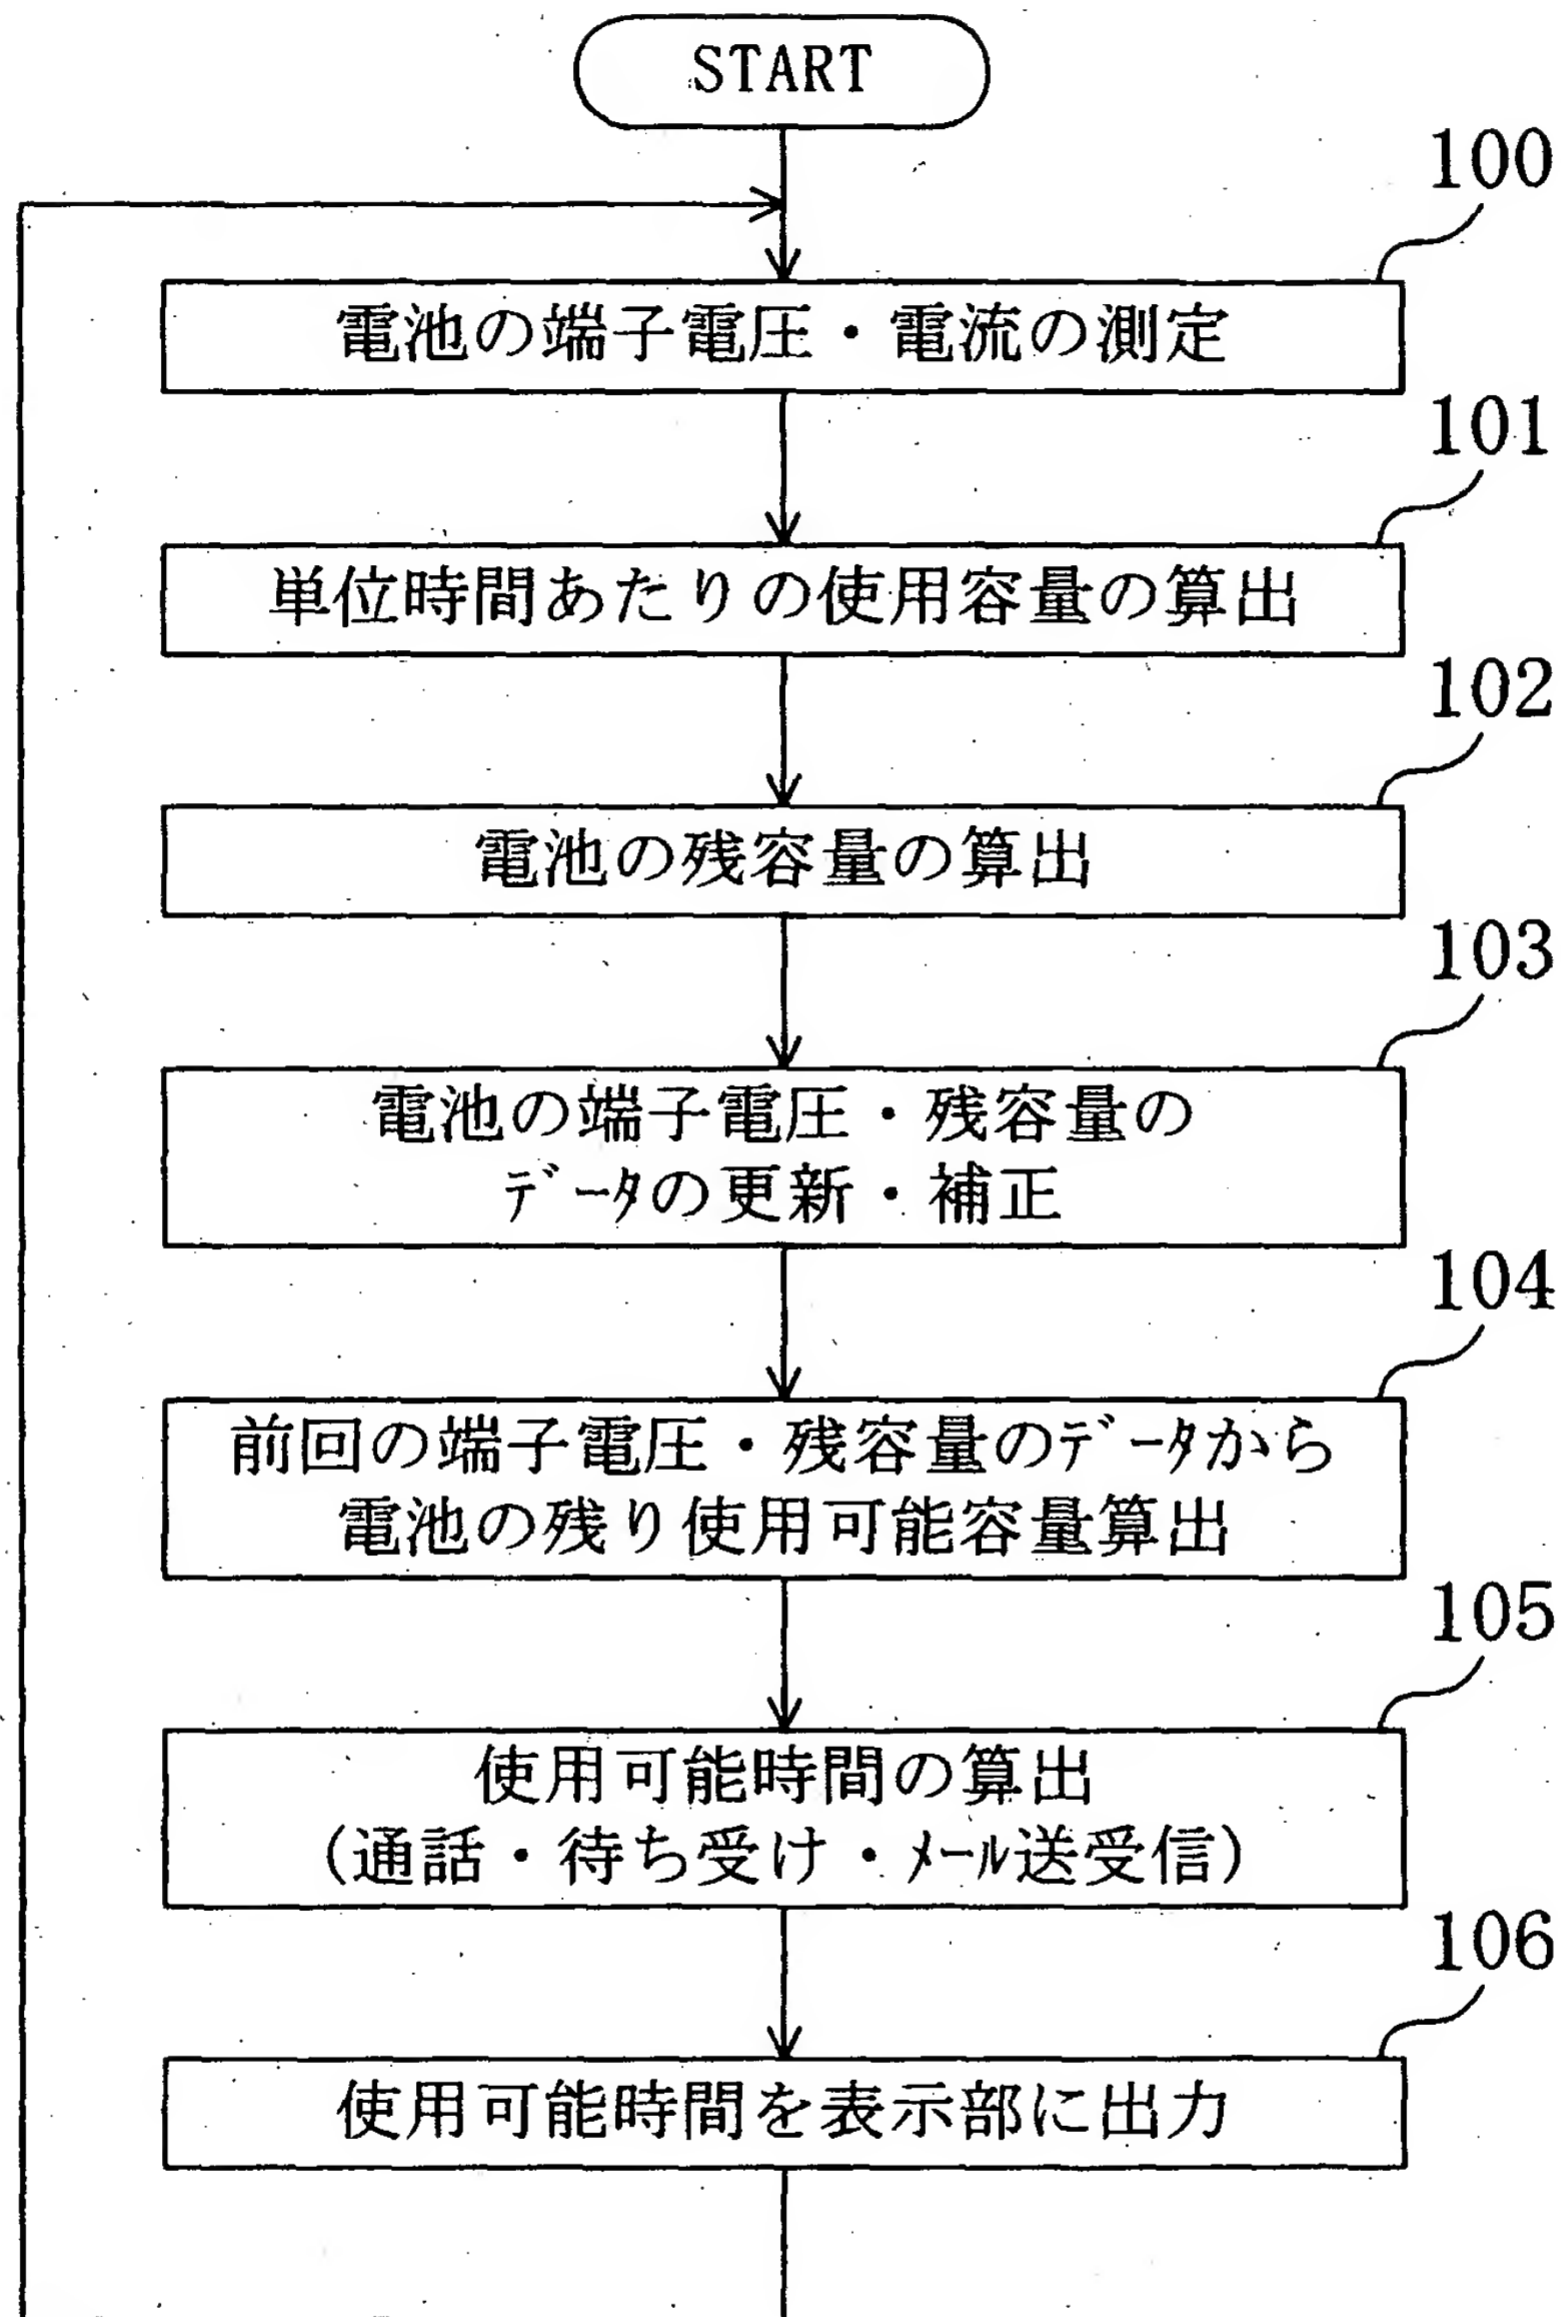 START
100
電池の端子電圧・電流の測定
101
単位時間あたりの使用容量の算出
102
電池の残容量の算出
103
電池の端子電圧・残容量の
ﾃﾞｰﾀの更新・補正
104
前回の端子電圧・残容量のﾃﾞｰﾀから
電池の残り使用可能容量算出
105
使用可能時間の算出
(通話・待ち受け・ﾒｰﾙ送受信)
106
使用可能時間を表示部に出力